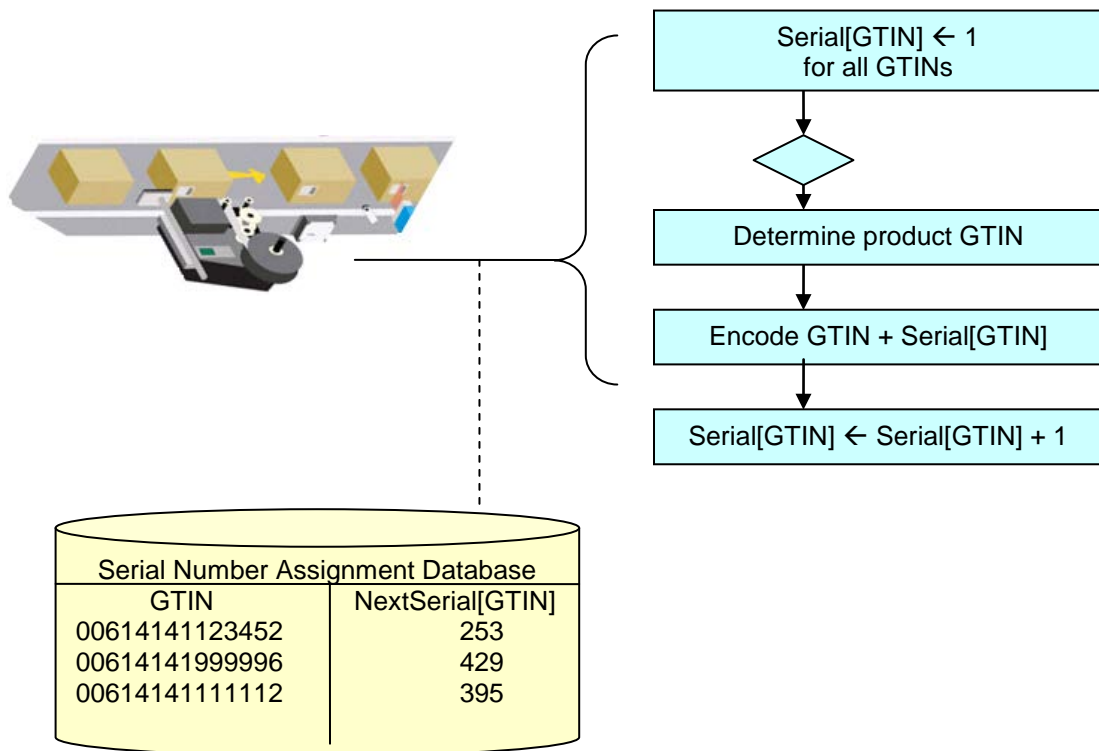 Serial[GTIN] ← 1
for all GTINs
Determine product GTIN
Encode GTIN + Serial[GTIN]
Serial[GTIN] ← Serial[GTIN] + 1
Serial Number Assignment Database
GTIN NextSerial[GTIN]
00614141123452 253
00614141999996 429
00614141111112 395